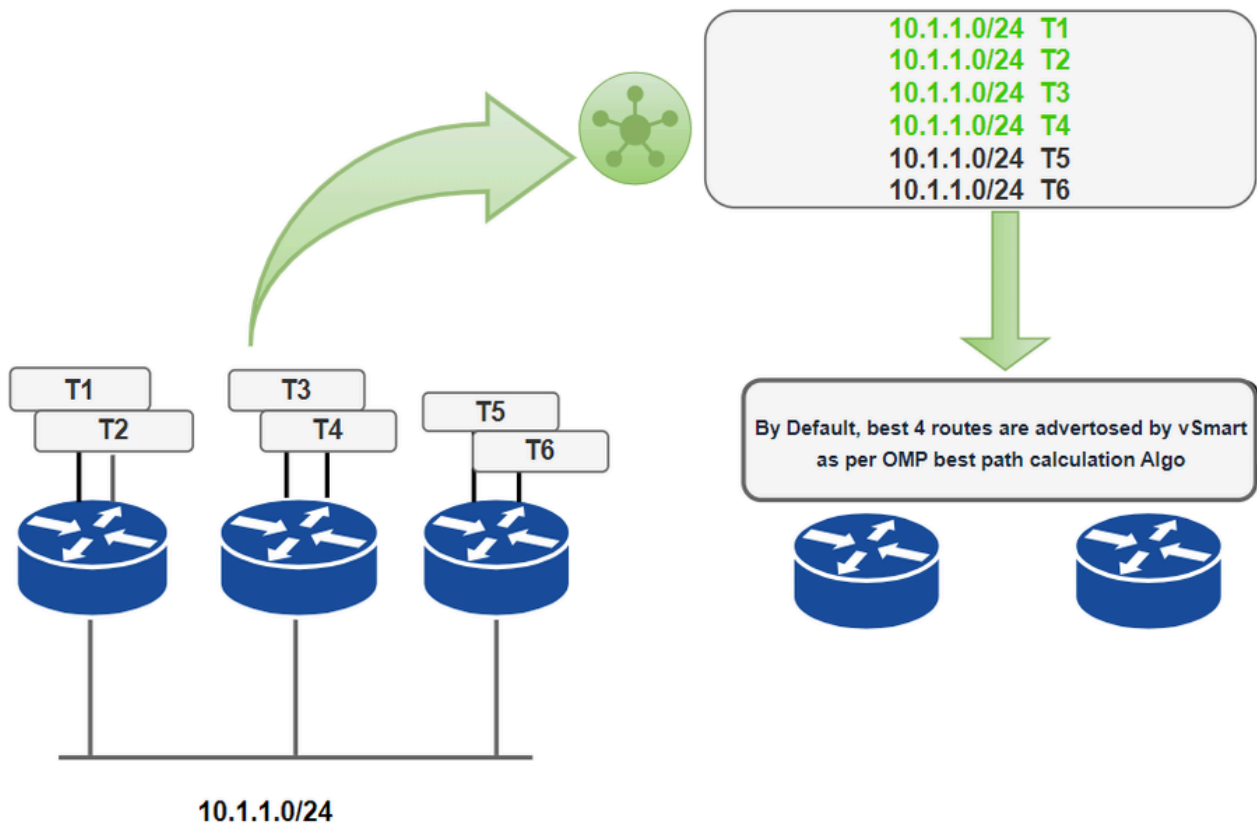 10.1.1.0/24 T1
10.1.1.0/24 T2
10.1.1.0/24 T3
10.1.1.0/24 T4
10.1.1.0/24 T5
10.1.1.0/24 T6
T1
T2
T3
T4
T5
T6
By Default, best 4 routes are advertosed by vSmart
as per OMP best path calculation Algo
10.1.1.0/24